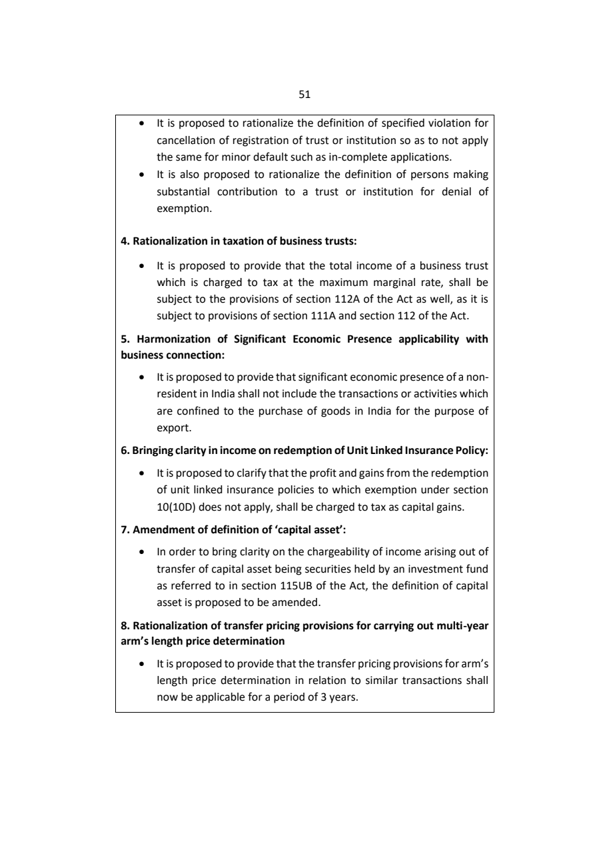 51
• It is proposed to rationalize the definition of specified violation for
cancellation of registration of trust or institution so as to not apply
the same for minor default such as in-complete applications.
• It is also proposed to rationalize the definition of persons making
substantial contribution to a trust or institution for denial of
exemption.
4. Rationalization in taxation of business trusts:
• It is proposed to provide that the total income of a business trust
which is charged to tax at the maximum marginal rate, shall be
subject to the provisions of section 112A of the Act as well, as it is
subject to provisions of section 111A and section 112 of the Act.
5. Harmonization of Significant Economic Presence applicability with
business connection:
• It is proposed to provide that significant economic presence of a non-
resident in India shall not include the transactions or activities which
are confined to the purchase of goods in India for the purpose of
export.
6. Bringing clarity in income on redemption of Unit Linked Insurance Policy:
• It is proposed to clarify that the profit and gains from the redemption
of unit linked insurance policies to which exemption under section
10(10D) does not apply, shall be charged to tax as capital gains.
7. Amendment of definition of ‘capital asset’:
• In order to bring clarity on the chargeability of income arising out of
transfer of capital asset being securities held by an investment fund
as referred to in section 115UB of the Act, the definition of capital
asset is proposed to be amended.
8. Rationalization of transfer pricing provisions for carrying out multi-year
arm’s length price determination
• It is proposed to provide that the transfer pricing provisions for arm’s
length price determination in relation to similar transactions shall
now be applicable for a period of 3 years.